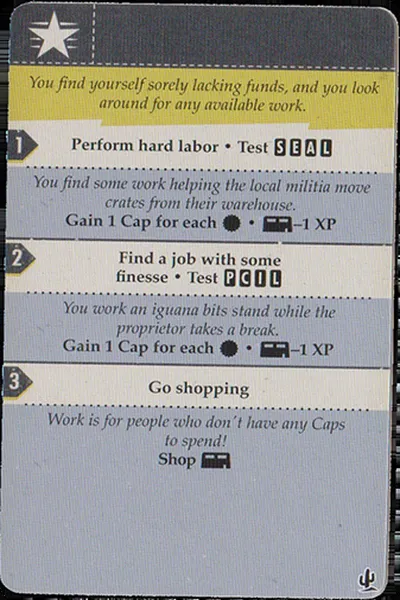 You find yourself sorely lacking funds, and you look
around for any available work.
1
Perform hard labor • Test S E A L
You find some work helping the local militia move
crates from their warehouse.
Gain 1 Cap for each • –1 XP
2
Find a job with some
finesse • Test P C I L
You work an iguana bits stand while the
proprietor takes a break.
Gain 1 Cap for each • –1 XP
3
Go shopping
Work is for people who don't have any Caps
to spend!
Shop